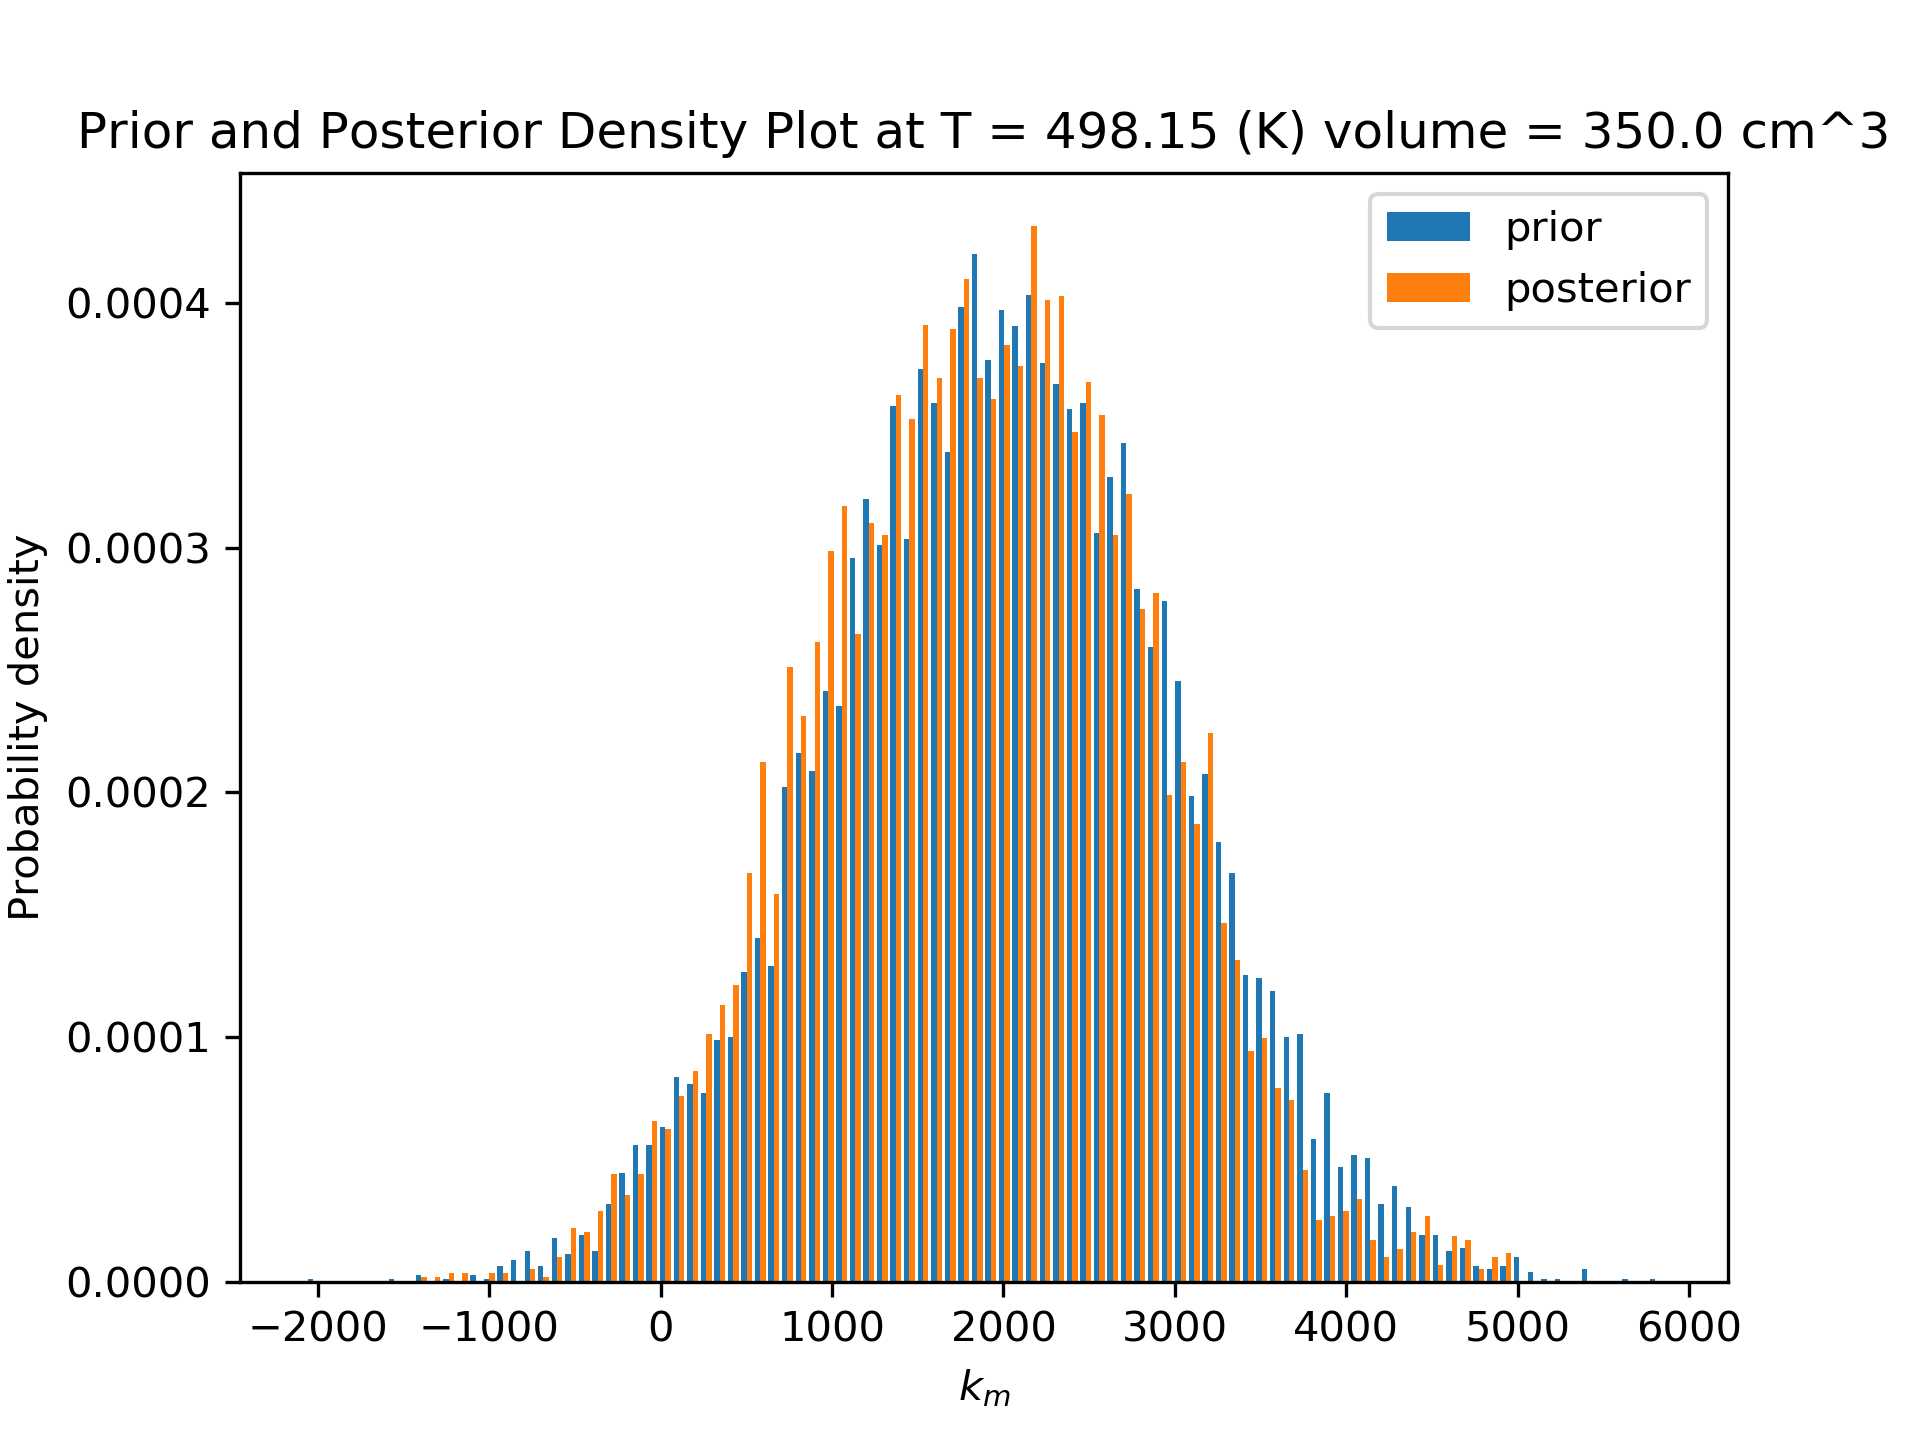 Prior and Posterior Density Plot at T = 498.15 (K) volume = 350.0 cm^3
prior
posterior
Probability density
0.0004
0.0003
0.0002
0.0001
0.0000
−2000 −1000 0 1000 2000 3000 4000 5000 6000
k_m